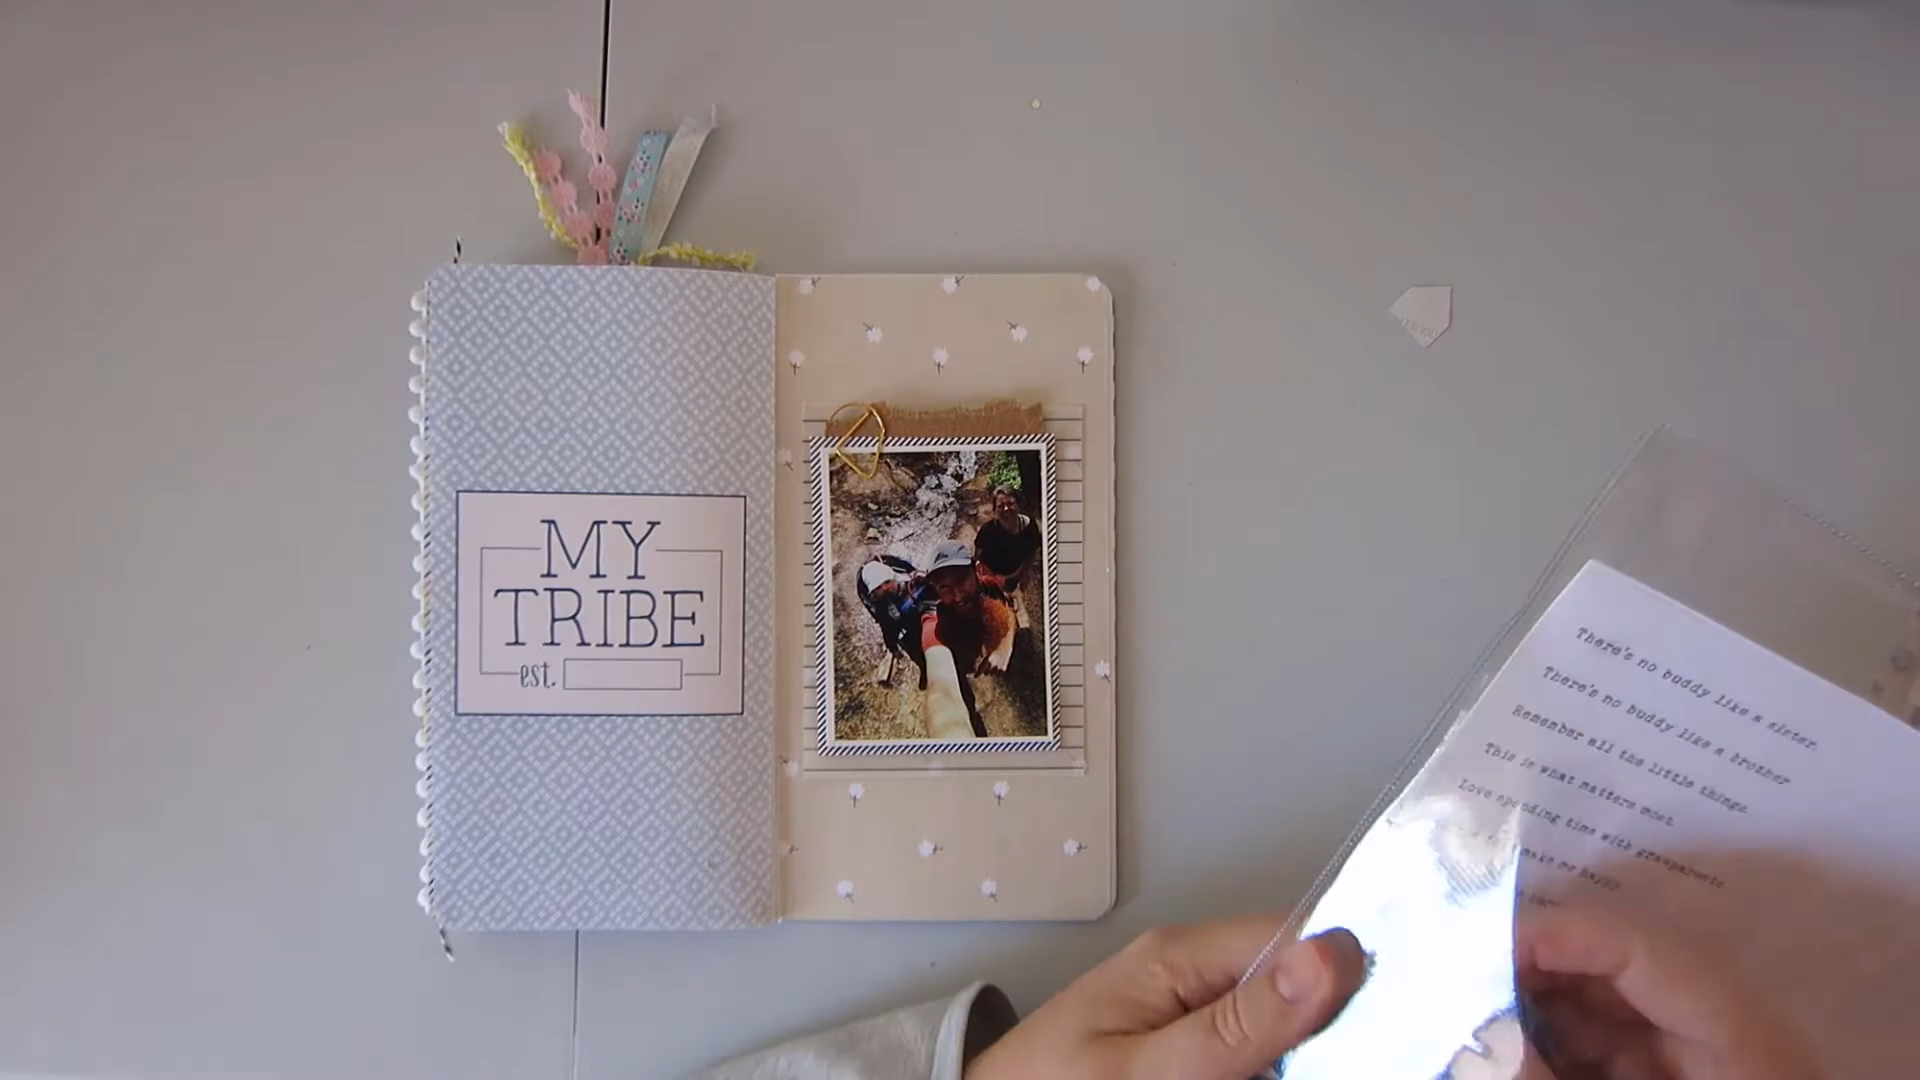 MY
TRIBE
est.
There's no buddy like a sister.
There's no buddy like a brother
Remember all the little things.
This is what matters most.
Love spending time with grasparents
make me happy